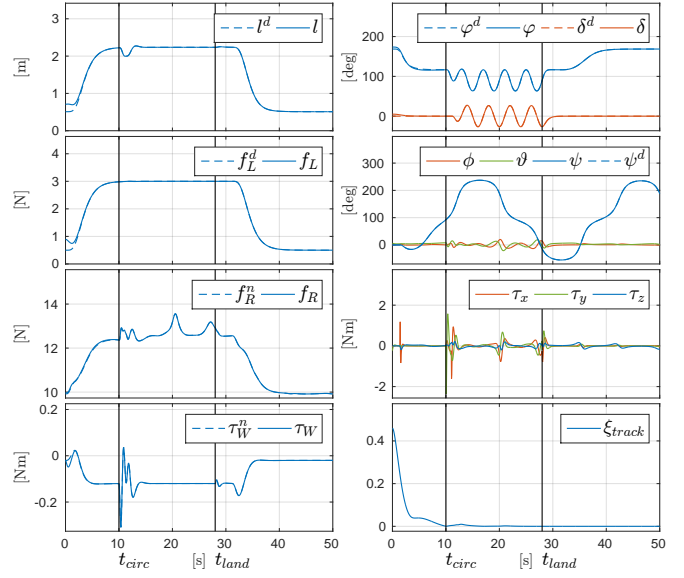 l^d l
3
2
1
0
[m]
φ^d φ δ^d δ
200
100
0
[deg]
f_L^d f_L
4
3
2
1
0
[N]
ϕ ϑ ψ ψ^d
300
200
100
0
[deg]
f_R^n f_R
14
12
10
[N]
τ_x τ_y τ_z
2
0
-2
[Nm]
τ_W^n τ_W
0.2
0
-0.2
[Nm]
0 10 20 30 40 50
t_circ [s] t_land
ξ_track
0.4
0.2
0
0 10 20 30 40 50
t_circ [s] t_land